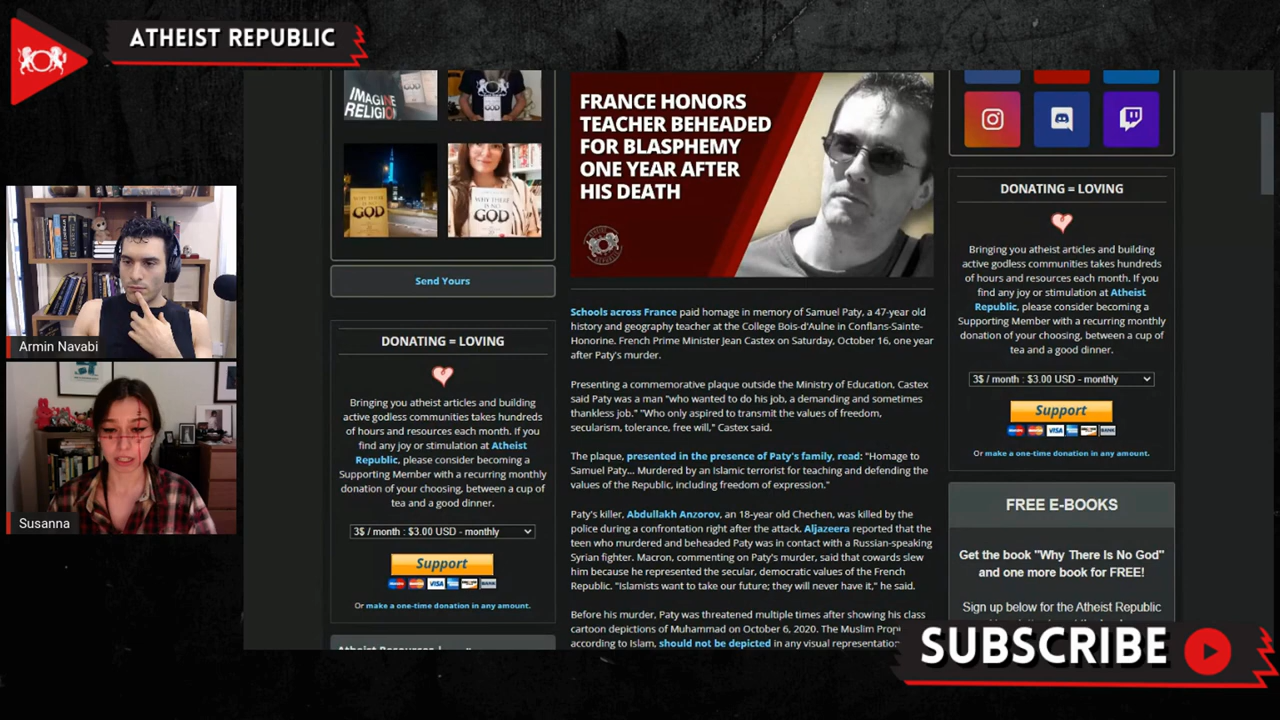 ATHEIST REPUBLIC
IMAGINE
RELIGION
GOD
WHY THERE
IS NO
GOD
Send Yours
DONATING = LOVING
Bringing you atheist articles and building
active godless communities takes hundreds
of hours and resources each month. If you
find any joy or stimulation at Atheist
Republic, please consider becoming a
Supporting Member with a recurring monthly
donation of your choosing, between a cup of
tea and a good dinner.
3$ / month : $3.00 USD - monthly
Support
VISA
BANK
Or make a one-time donation in any amount.
FRANCE HONORS
TEACHER BEHEADED
FOR BLASPHEMY
ONE YEAR AFTER
HIS DEATH
Schools across France paid homage in memory of Samuel Paty, a 47-year old
history and geography teacher at the College Bois-d'Aulne in Conflans-Sainte-
Honorine. French Prime Minister Jean Castex on Saturday, October 16, one year
after Paty's murder.
Presenting a commemorative plaque outside the Ministry of Education, Castex
said Paty was a man "who wanted to do his job, a demanding and sometimes
thankless job." "Who only aspired to transmit the values of freedom,
secularism, tolerance, free will," Castex said.
The plaque, presented in the presence of Paty's family, read: "Homage to
Samuel Paty... Murdered by an Islamic terrorist for teaching and defending the
values of the Republic, including freedom of expression."
Paty's killer, Abdullakh Anzorov, an 18-year old Chechen, was killed by the
police during a confrontation right after the attack. Aljazeera reported that the
teen who murdered and beheaded Paty was in contact with a Russian-speaking
Syrian fighter. Macron, commenting on Paty's murder, said that cowards slew
him because he represented the secular, democratic values of the French
Republic. "Islamists want to take our future; they will never have it," he said.
Before his murder, Paty was threatened multiple times after showing his class
cartoon depictions of Muhammad on October 6, 2020. The Muslim
according to Islam, should not be depicted in any visual
DONATING = LOVING
Bringing you atheist articles and building
active godless communities takes hundreds
of hours and resources each month. If you
find any joy or stimulation at Atheist
Republic, please consider becoming a
Supporting Member with a recurring monthly
donation of your choosing, between a cup of
tea and a good dinner.
3$ / month : $3.00 USD - monthly
Support
VISA
BANK
Or make a one-time donation in any amount.
FREE E-BOOKS
Get the book "Why There Is No God"
and one more book for FREE!
Sign up below for the Atheist Republic
Armin Navabi
Susanna
SUBSCRIBE